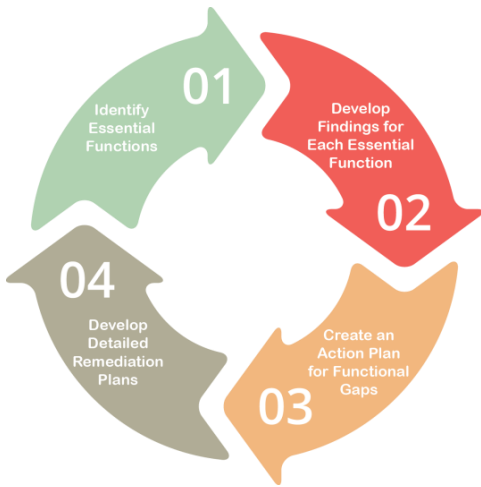 01
Identify
Essential
Functions
Develop
Findings for
Each Essential
Function
02
Create an
Action Plan
for Functional
Gaps
03
04
Develop
Detailed
Remediation
Plans